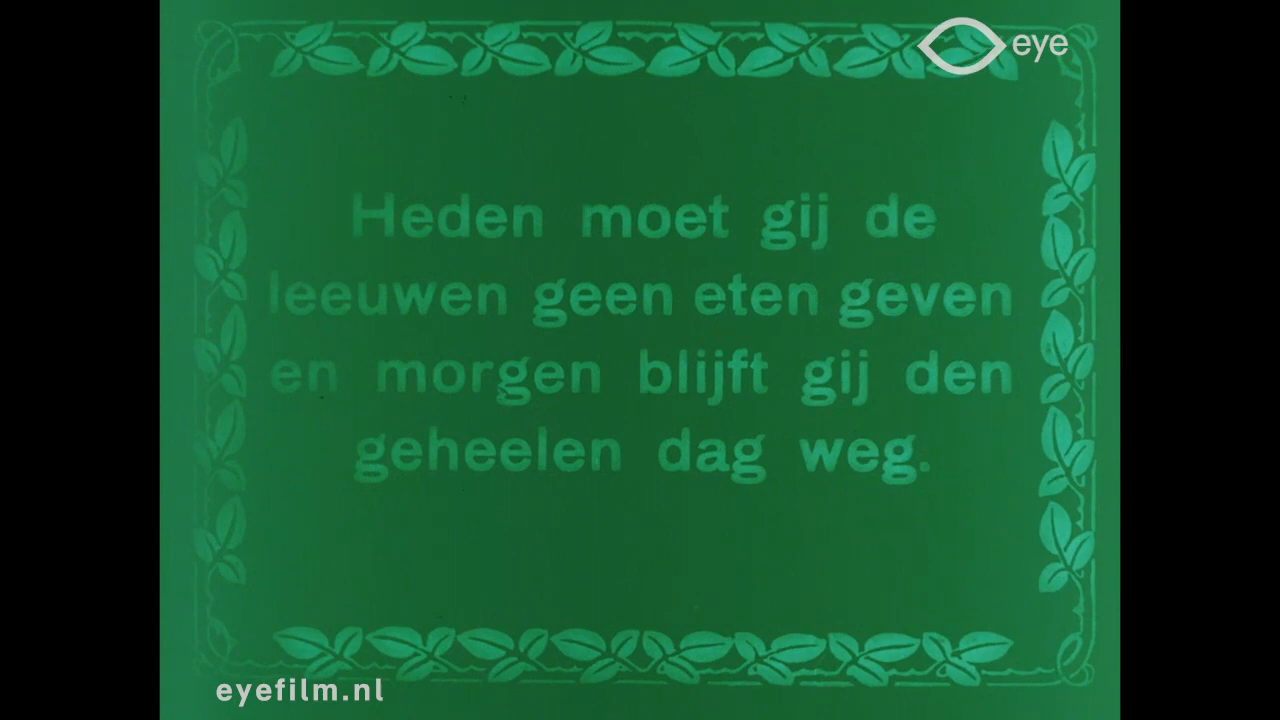 eye
Heden moet gij de
leeuwen geen eten geven
en morgen blijft gij den
geheelen dag weg.
eyefilm.nl